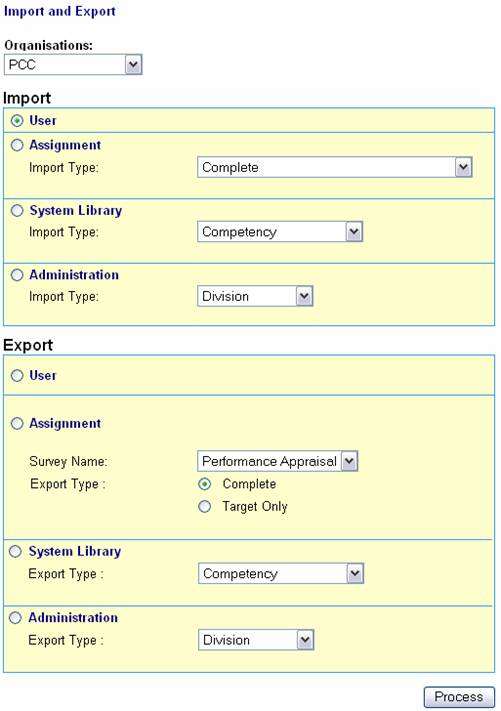 Import and Export
Organisations:
PCC
Import
User
Assignment
Import Type: Complete
System Library
Import Type: Competency
Administration
Import Type: Division
Export
User
Assignment
Survey Name: Performance Appraisal
Export Type : Complete
Target Only
System Library
Export Type : Competency
Administration
Export Type : Division
Process